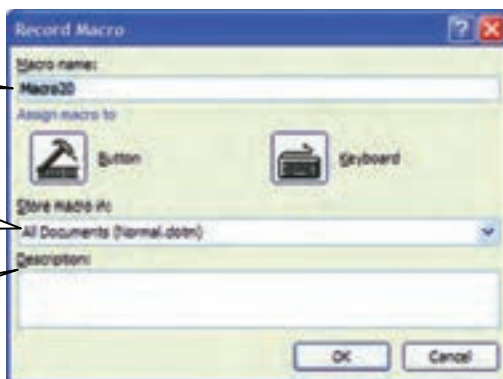 Record Macro
Macro name:
Macro20
Assign macro to
Button Keyboard
Store macro in:
All Documents (Normal.dotm)
Description:
OK Cancel